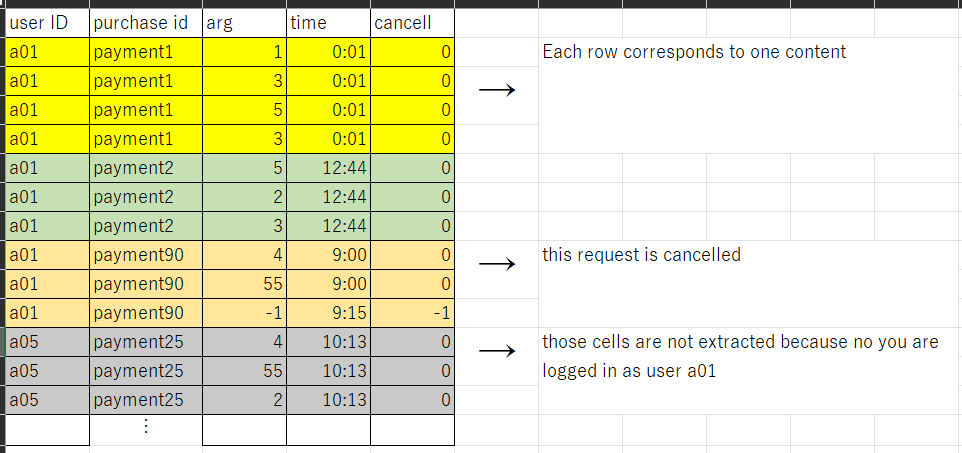 user ID purchase id arg time cancell
a01 payment1 1 0:01 0 Each row corresponds to one content
a01 payment1 3 0:01 0
→
a01 payment1 5 0:01 0
a01 payment1 3 0:01 0
a01 payment2 5 12:44 0
a01 payment2 2 12:44 0
a01 payment2 3 12:44 0
a01 payment90 4 9:00 0 → this request is cancelled
a01 payment90 55 9:00 0
a01 payment90 -1 9:15 -1
a05 payment25 4 10:13 0 → those cells are not extracted because no you are
a05 payment25 55 10:13 0 logged in as user a01
a05 payment25 2 10:13 0
⋮